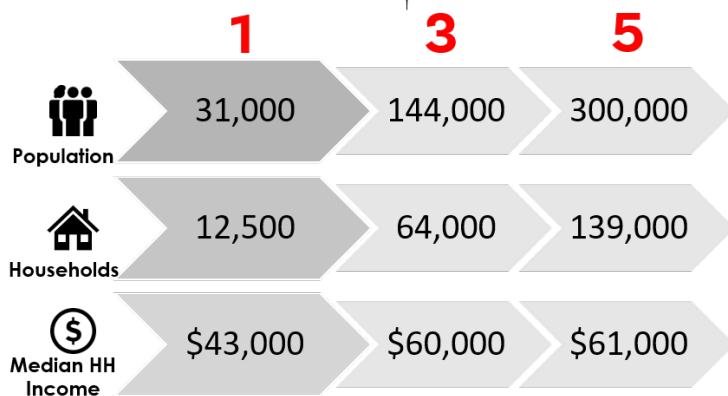 1 3 5
Population 31,000 144,000 300,000
Households 12,500 64,000 139,000
$
Median HH
Income
$43,000 $60,000 $61,000